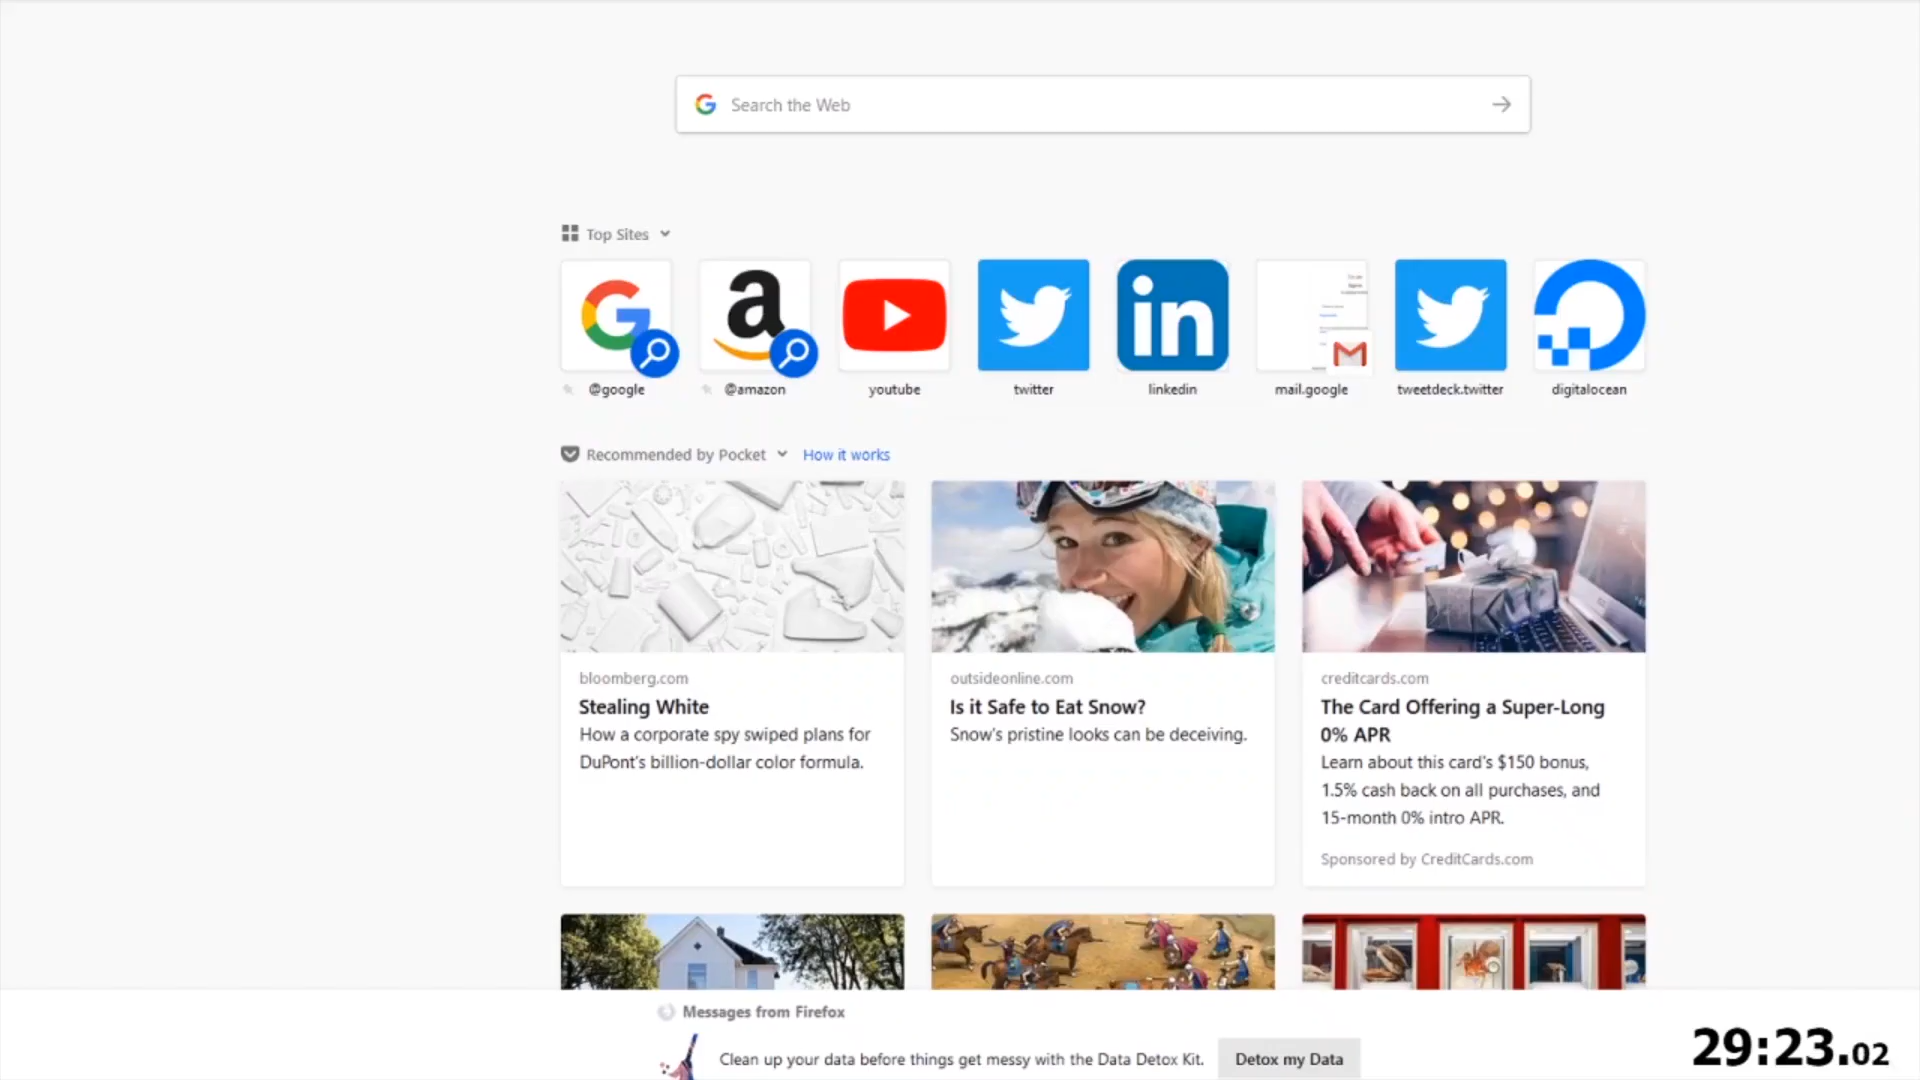 Search the Web
Top Sites
@google
@amazon
youtube
twitter
linkedin
mail.google
tweetdeck.twitter
digitalocean
Recommended by Pocket How it works
bloomberg.com
Stealing White
How a corporate spy swiped plans for
DuPont's billion-dollar color formula.
outsideonline.com
Is it Safe to Eat Snow?
Snow's pristine looks can be deceiving.
creditcards.com
The Card Offering a Super-Long
0% APR
Learn about this card's $150 bonus,
1.5% cash back on all purchases, and
15-month 0% intro APR.
Sponsored by CreditCards.com
Messages from Firefox
Clean up your data before things get messy with the Data Detox Kit. Detox my Data
29:23.02